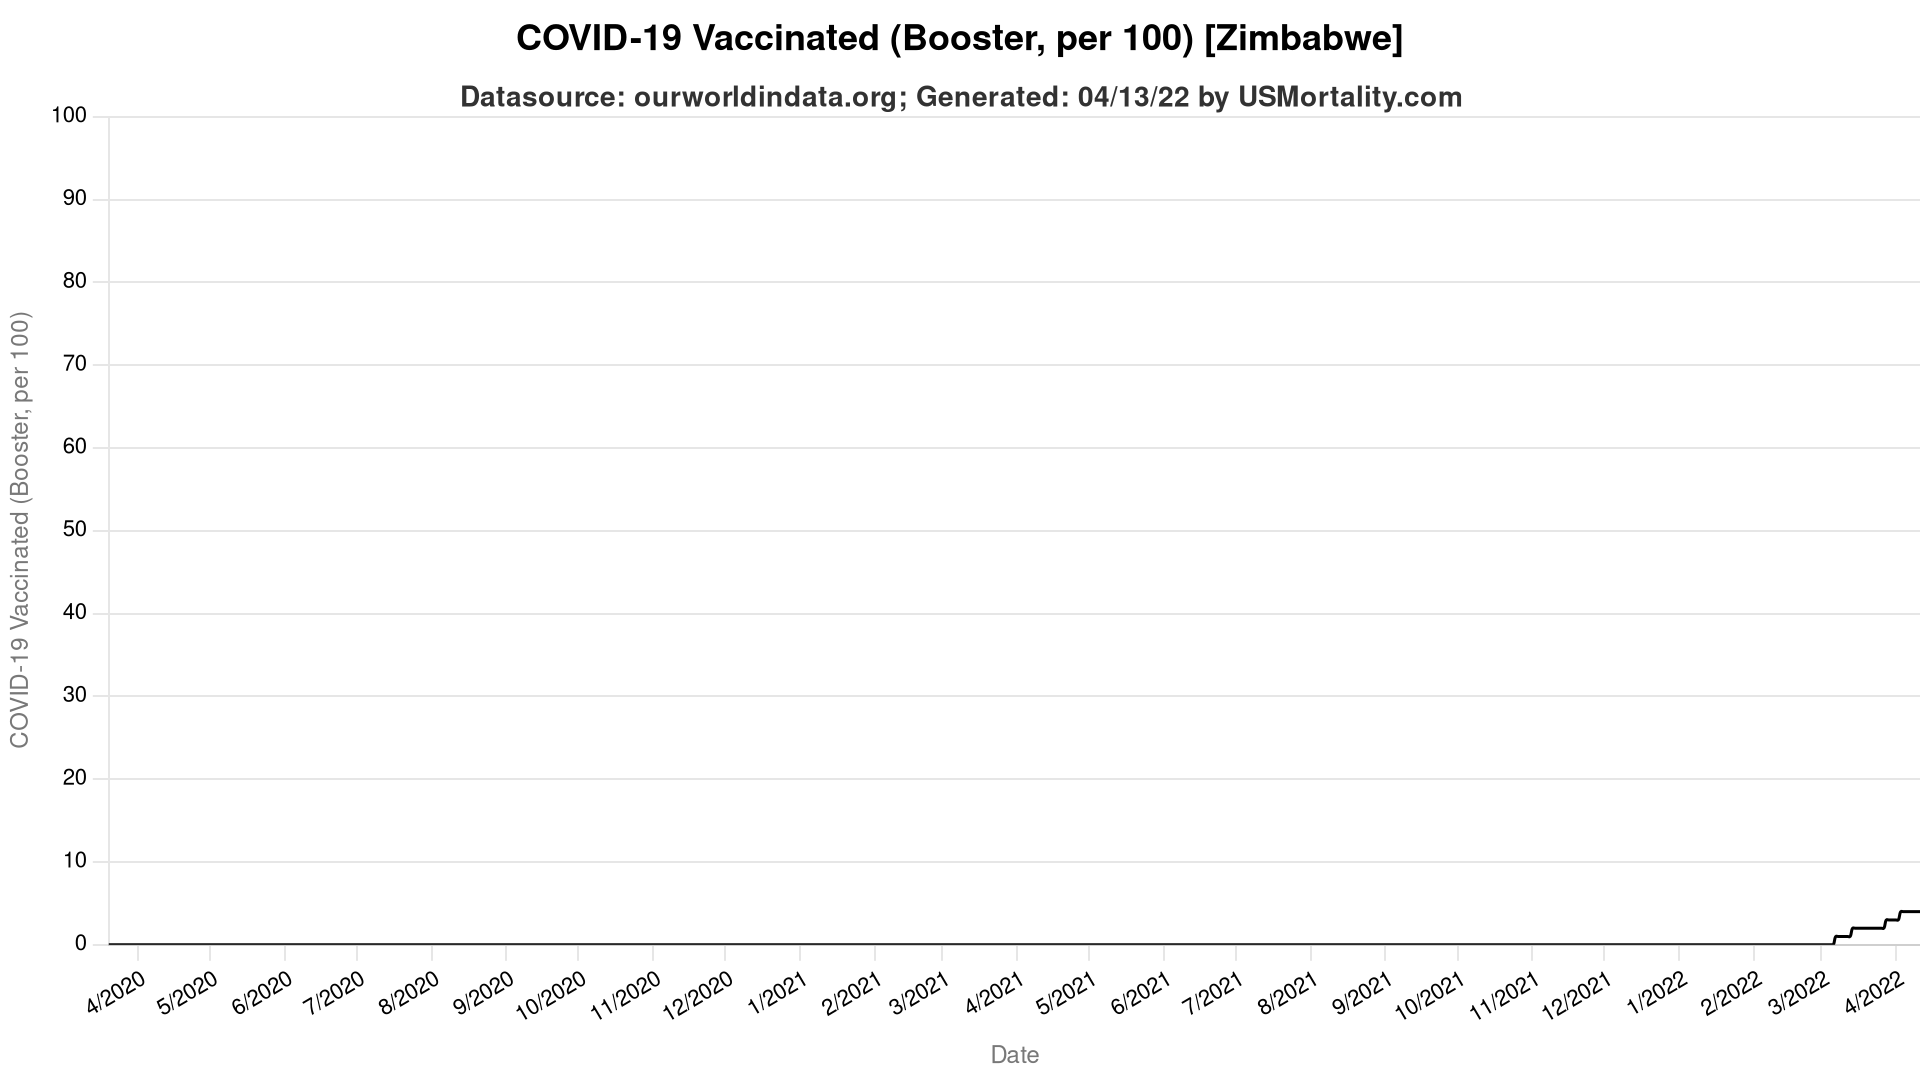 COVID-19 Vaccinated (Booster, per 100) [Zimbabwe]
Datasource: ourworldindata.org; Generated: 04/13/22 by USMortality.com
COVID-19 Vaccinated (Booster, per 100)
100
90
80
70
60
50
40
30
20
10
0
4/2020 5/2020 6/2020 7/2020 8/2020 9/2020 10/2020 11/2020 12/2020 1/2021 2/2021 3/2021 4/2021 5/2021 6/2021 7/2021 8/2021 9/2021 10/2021 11/2021 12/2021 1/2022 2/2022 3/2022 4/2022
Date